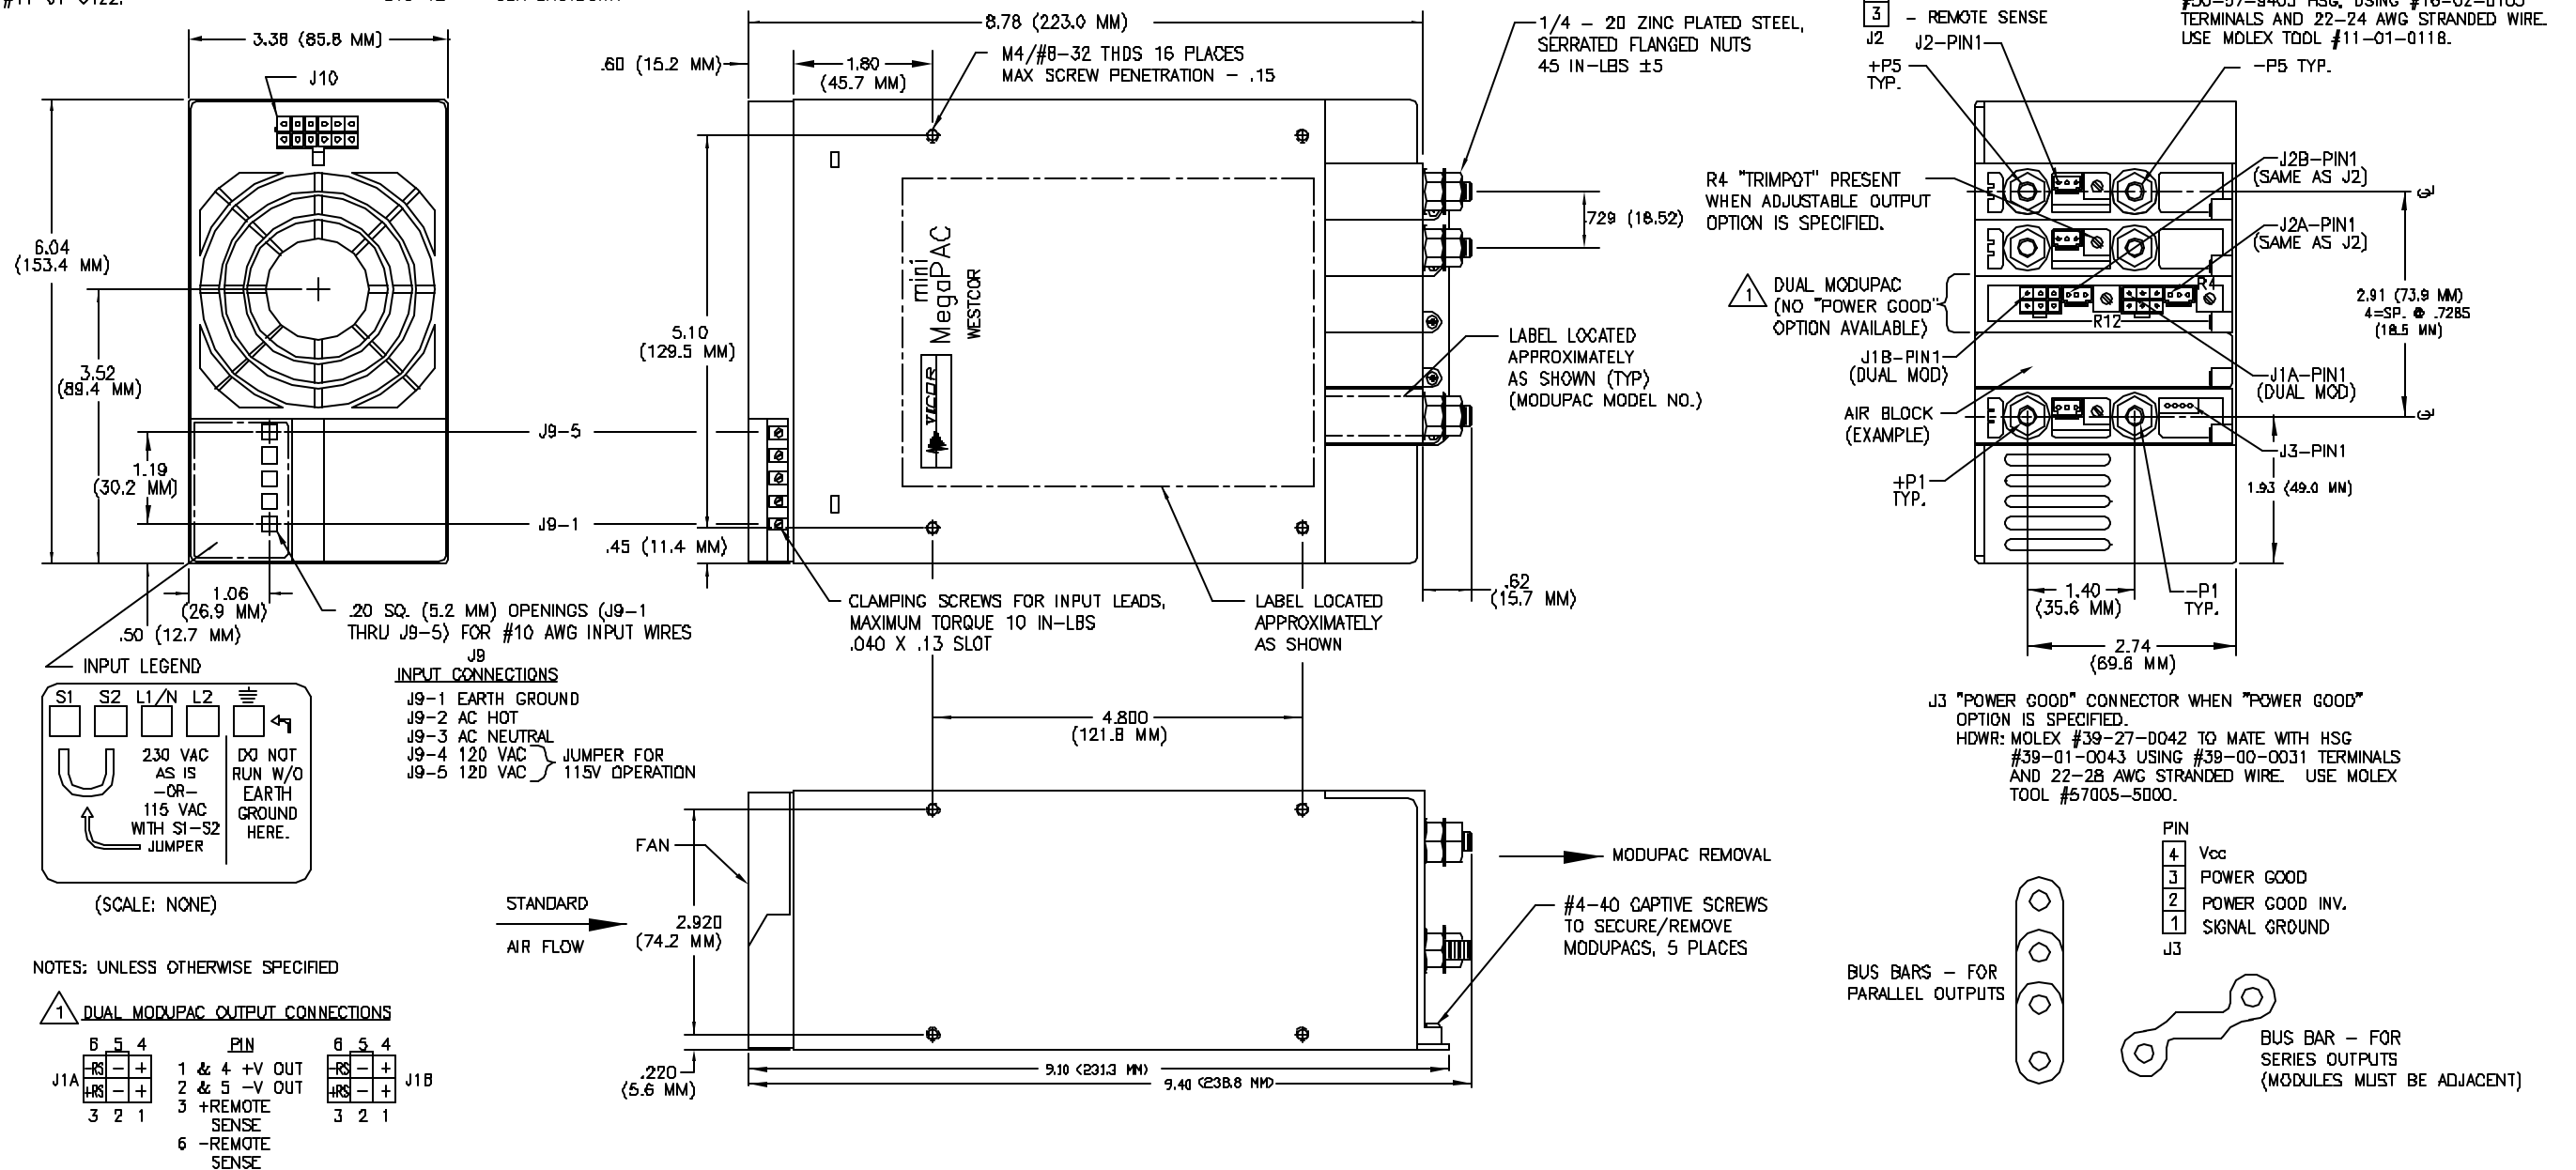 3.38 (85.8 MM)
J10
6.04
(153.4 MM)
3.52
(89.4 MM)
1.19
(30.2 MM)
1.06
(26.9 MM)
.50 (12.7 MM)
J9-5
J9-1
.20 SQ. (5.2 MM) OPENINGS (J9-1
THRU J9-5) FOR #10 AWG INPUT WIRES
INPUT LEGEND
S1 S2 L1/N L2
230 VAC
AS IS
-OR-
115 VAC
WITH S1-S2
JUMPER
DO NOT
RUN W/O
EARTH
GROUND
HERE.
(SCALE: NONE)
J9
INPUT CONNECTIONS
J9-1 EARTH GROUND
J9-2 AC HOT
J9-3 AC NEUTRAL
J9-4 120 VAC
J9-5 120 VAC
JUMPER FOR
115V OPERATION
NOTES: UNLESS OTHERWISE SPECIFIED
1 DUAL MODUPAC OUTPUT CONNECTIONS
6 5 4
J1A
-RS - +
+RS - +
3 2 1
PIN
1 & 4 +V OUT
2 & 5 -V OUT
3 +REMOTE
SENSE
6 -REMOTE
SENSE
6 5 4
-RS - +
+RS - +
J1B
3 2 1
8.78 (223.0 MM)
.60 (15.2 MM)
1.80
(45.7 MM)
M4/#8-32 THDS 16 PLACES
MAX SCREW PENETRATION - .15
1/4 - 20 ZINC PLATED STEEL,
SERRATED FLANGED NUTS
45 IN-LBS ±5
.729 (18.52)
5.10
(129.5 MM)
.45 (11.4 MM)
mini
MegaPAC
WESTCOR
VICOR
LABEL LOCATED
APPROXIMATELY
AS SHOWN (TYP)
(MODUPAC MODEL NO.)
.62
(15.7 MM)
CLAMPING SCREWS FOR INPUT LEADS,
MAXIMUM TORQUE 10 IN-LBS
.040 X .13 SLOT
LABEL LOCATED
APPROXIMATELY
AS SHOWN
4.800
(121.8 MM)
FAN
STANDARD
AIR FLOW
2.920
(74.2 MM)
.220
(5.6 MM)
9.10 (231.3 MM)
9.40 (238.8 MM)
MODUPAC REMOVAL
#4-40 CAPTIVE SCREWS
TO SECURE/REMOVE
MODUPACS, 5 PLACES
3 - REMOTE SENSE
J2
J2-PIN1
TERMINALS AND 22-24 AWG STRANDED WIRE.
USE MOLEX TOOL #11-01-0118.
+P5
TYP.
-P5 TYP.
R4 "TRIMPOT" PRESENT
WHEN ADJUSTABLE OUTPUT
OPTION IS SPECIFIED.
J2B-PIN1
(SAME AS J2)
J2A-PIN1
(SAME AS J2)
1 DUAL MODUPAC
(NO "POWER GOOD"
OPTION AVAILABLE)
R4
R12
2.91 (73.9 MM)
4=SP. @ .7285
(18.5 MM)
J1B-PIN1
(DUAL MOD)
J1A-PIN1
(DUAL MOD)
AIR BLOCK
(EXAMPLE)
J3-PIN1
+P1
TYP.
1.93 (49.0 MM)
1.40
(35.6 MM)
-P1
TYP.
2.74
(69.6 MM)
J3 "POWER GOOD" CONNECTOR WHEN "POWER GOOD"
OPTION IS SPECIFIED.
HDWR: MOLEX #39-27-0042 TO MATE WITH HSG
#39-01-0043 USING #39-00-0031 TERMINALS
AND 22-28 AWG STRANDED WIRE. USE MOLEX
TOOL #57005-5000.
PIN
4 Vcc
3 POWER GOOD
2 POWER GOOD INV.
1 SIGNAL GROUND
J3
BUS BARS - FOR
PARALLEL OUTPUTS
BUS BAR - FOR
SERIES OUTPUTS
(MODULES MUST BE ADJACENT)